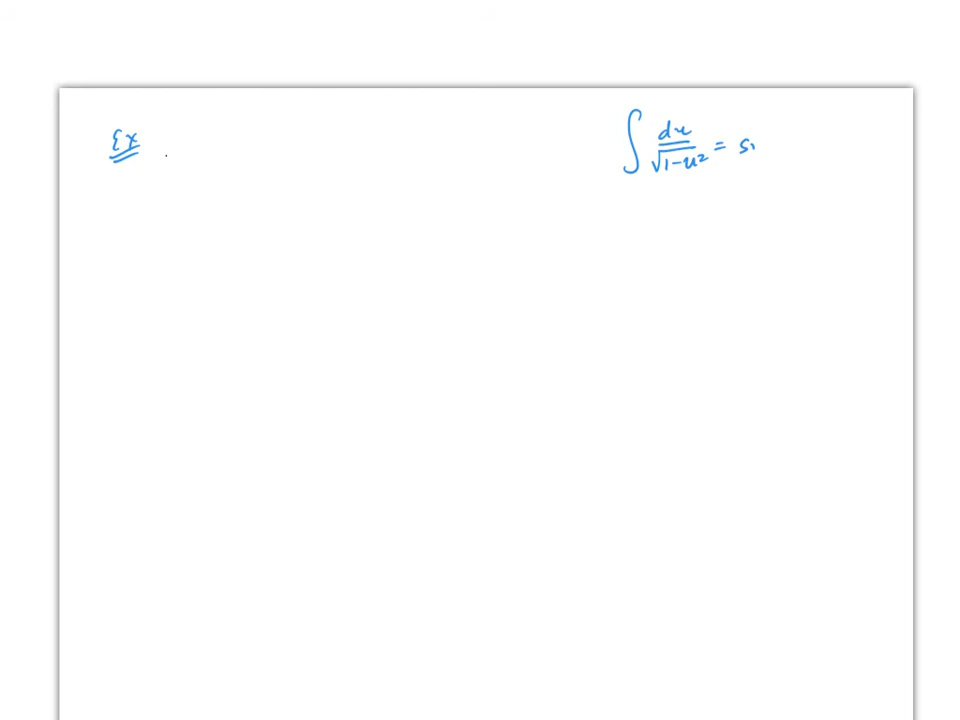 Ex
∫ du/√(1-u²) = si